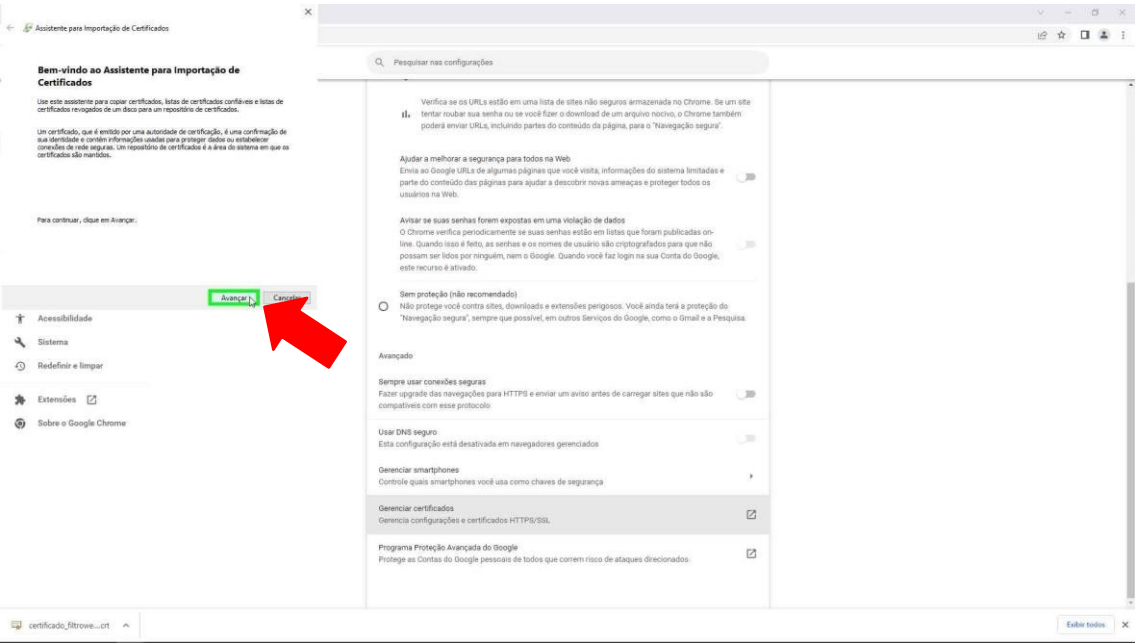 Assistente para Importação de Certificados
Bem-vindo ao Assistente para Importação de
Certificados
Use este assistente para copiar certificados, listas de certificados confiáveis e listas de
certificados revogados de um disco para um repositório de certificados.
Um certificado, que é emitido por uma autoridade de certificação, é uma confirmação de
sua identidade e contém informações usadas para proteger dados ou estabelecer
conexões de rede seguras. Um repositório de certificados é a área do sistema em que os
certificados são mantidos.
Para continuar, clique em Avançar.
Avançar
Cancelar
Acessibilidade
Sistema
Redefinir e limpar
Extensões
Sobre o Google Chrome
Pesquisar nas configurações
Verifica se os URLs estão em uma lista de sites não seguros armazenada no Chrome. Se um site
tentar roubar sua senha ou se você fizer o download de um arquivo nocivo, o Chrome também
poderá enviar URLs, incluindo partes do conteúdo da página, para o "Navegação segura".
Ajudar a melhorar a segurança para todos na Web
Envia ao Google URLs de algumas páginas que você visita, informações do sistema limitadas e
parte do conteúdo das páginas para ajudar a descobrir novas ameaças e proteger todos os
usuários na Web.
Avisar se suas senhas forem expostas em uma violação de dados
O Chrome verifica periodicamente se suas senhas estão em listas que foram publicadas on-
line. Quando isso é feito, as senhas e os nomes de usuário são criptografados para que não
possam ser lidos por ninguém, nem o Google. Quando você faz login na sua Conta do Google,
este recurso é ativado.
Sem proteção (não recomendado)
Não protege você contra sites, downloads e extensões perigosos. Você ainda terá a proteção do
"Navegação segura", sempre que possível, em outros Serviços do Google, como o Gmail e a Pesquisa.
Avançado
Sempre usar conexões seguras
Fazer upgrade das navegações para HTTPS e enviar um aviso antes de carregar sites que não são
compatíveis com esse protocolo
Usar DNS seguro
Esta configuração está desativada em navegadores gerenciados
Gerenciar smartphones
Controle quais smartphones você usa como chaves de segurança
Gerenciar certificados
Gerencia configurações e certificados HTTPS/SSL
Programa Proteção Avançada do Google
Protege as Contas do Google pessoais de todos que correm risco de ataques direcionados
certificado_filtrowe....crt
Exibir todos